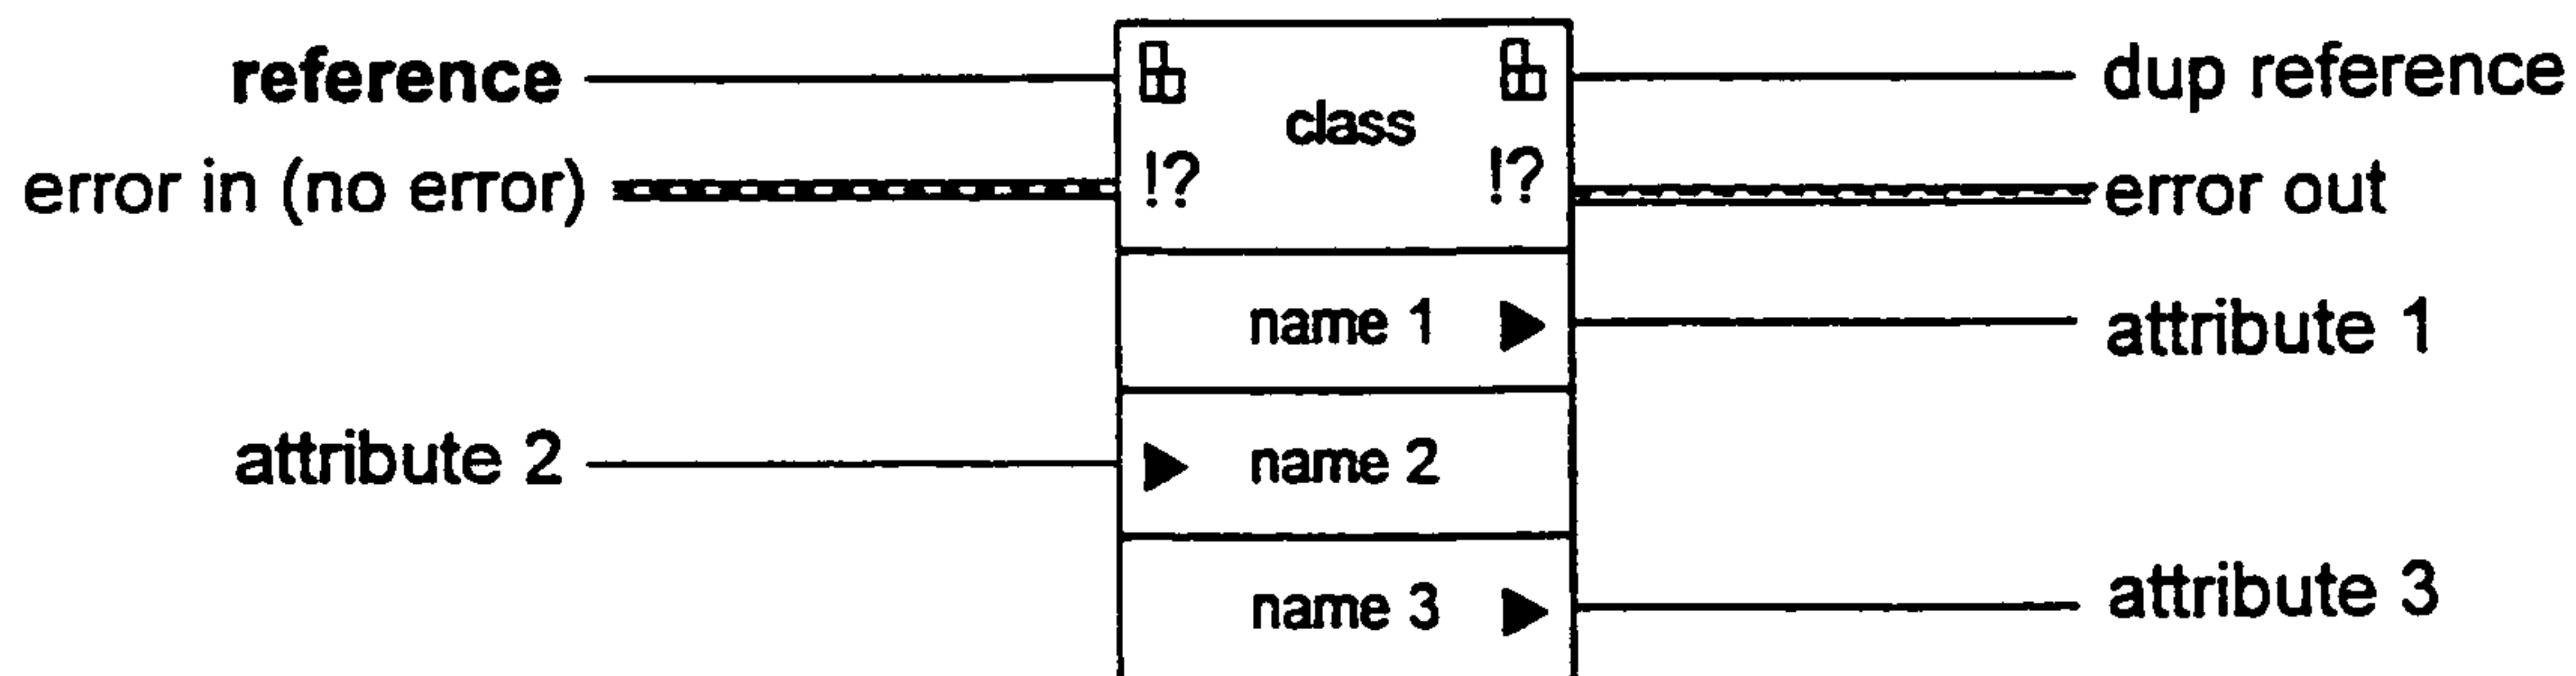 reference class dup reference
error in (no error) !? !? error out
name 1 attribute 1
attribute 2 name 2
name 3 attribute 3